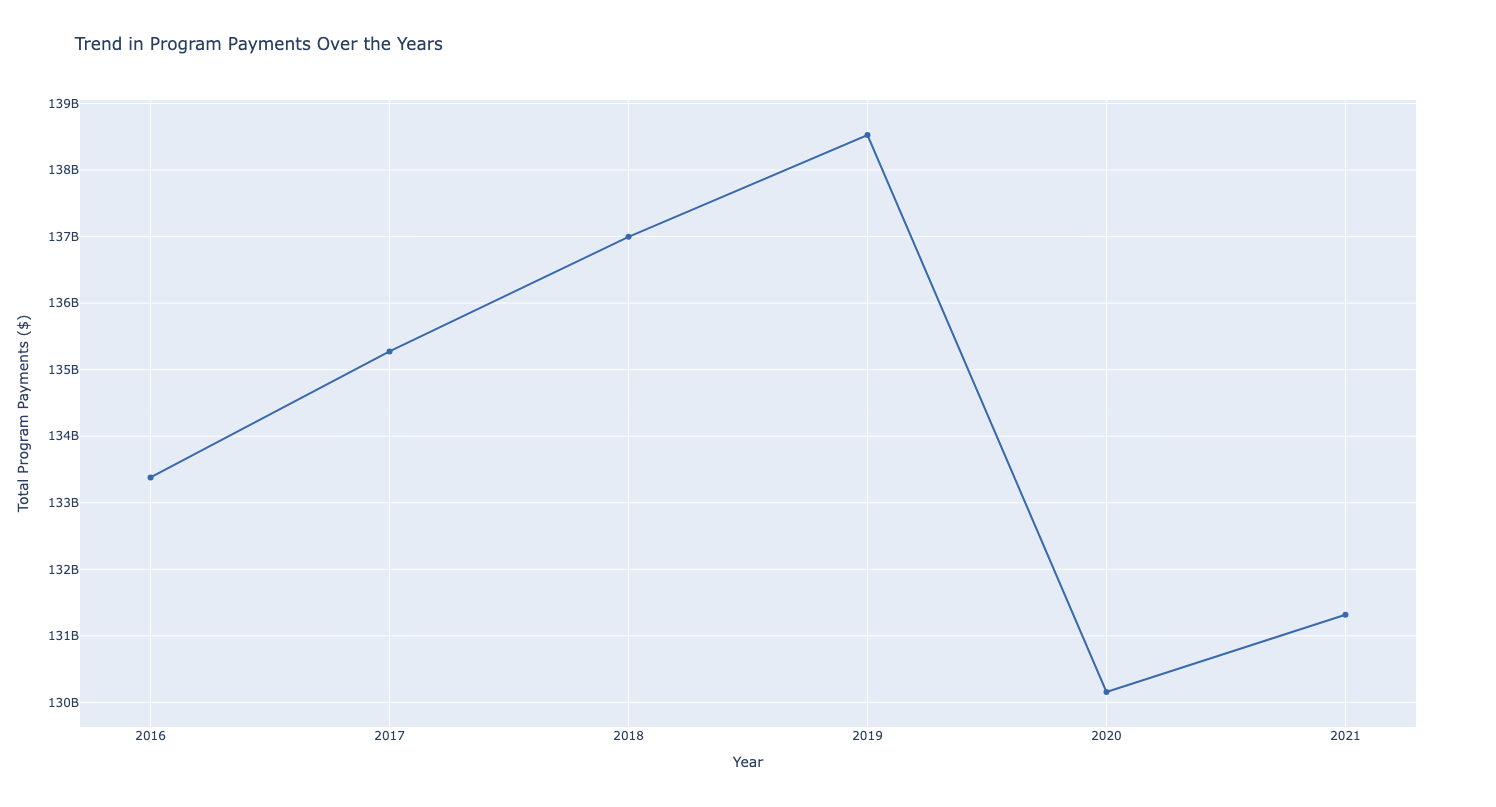 Trend in Program Payments Over the Years
Total Program Payments ($)
139B
138B
137B
136B
135B
134B
133B
132B
131B
130B
2016 2017 2018 2019 2020 2021
Year